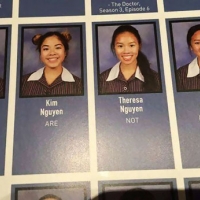 - The Doctor,
Season 3, Episode 6
Kim
Nguyen
ARE
Theresa
Nguyen
NOT